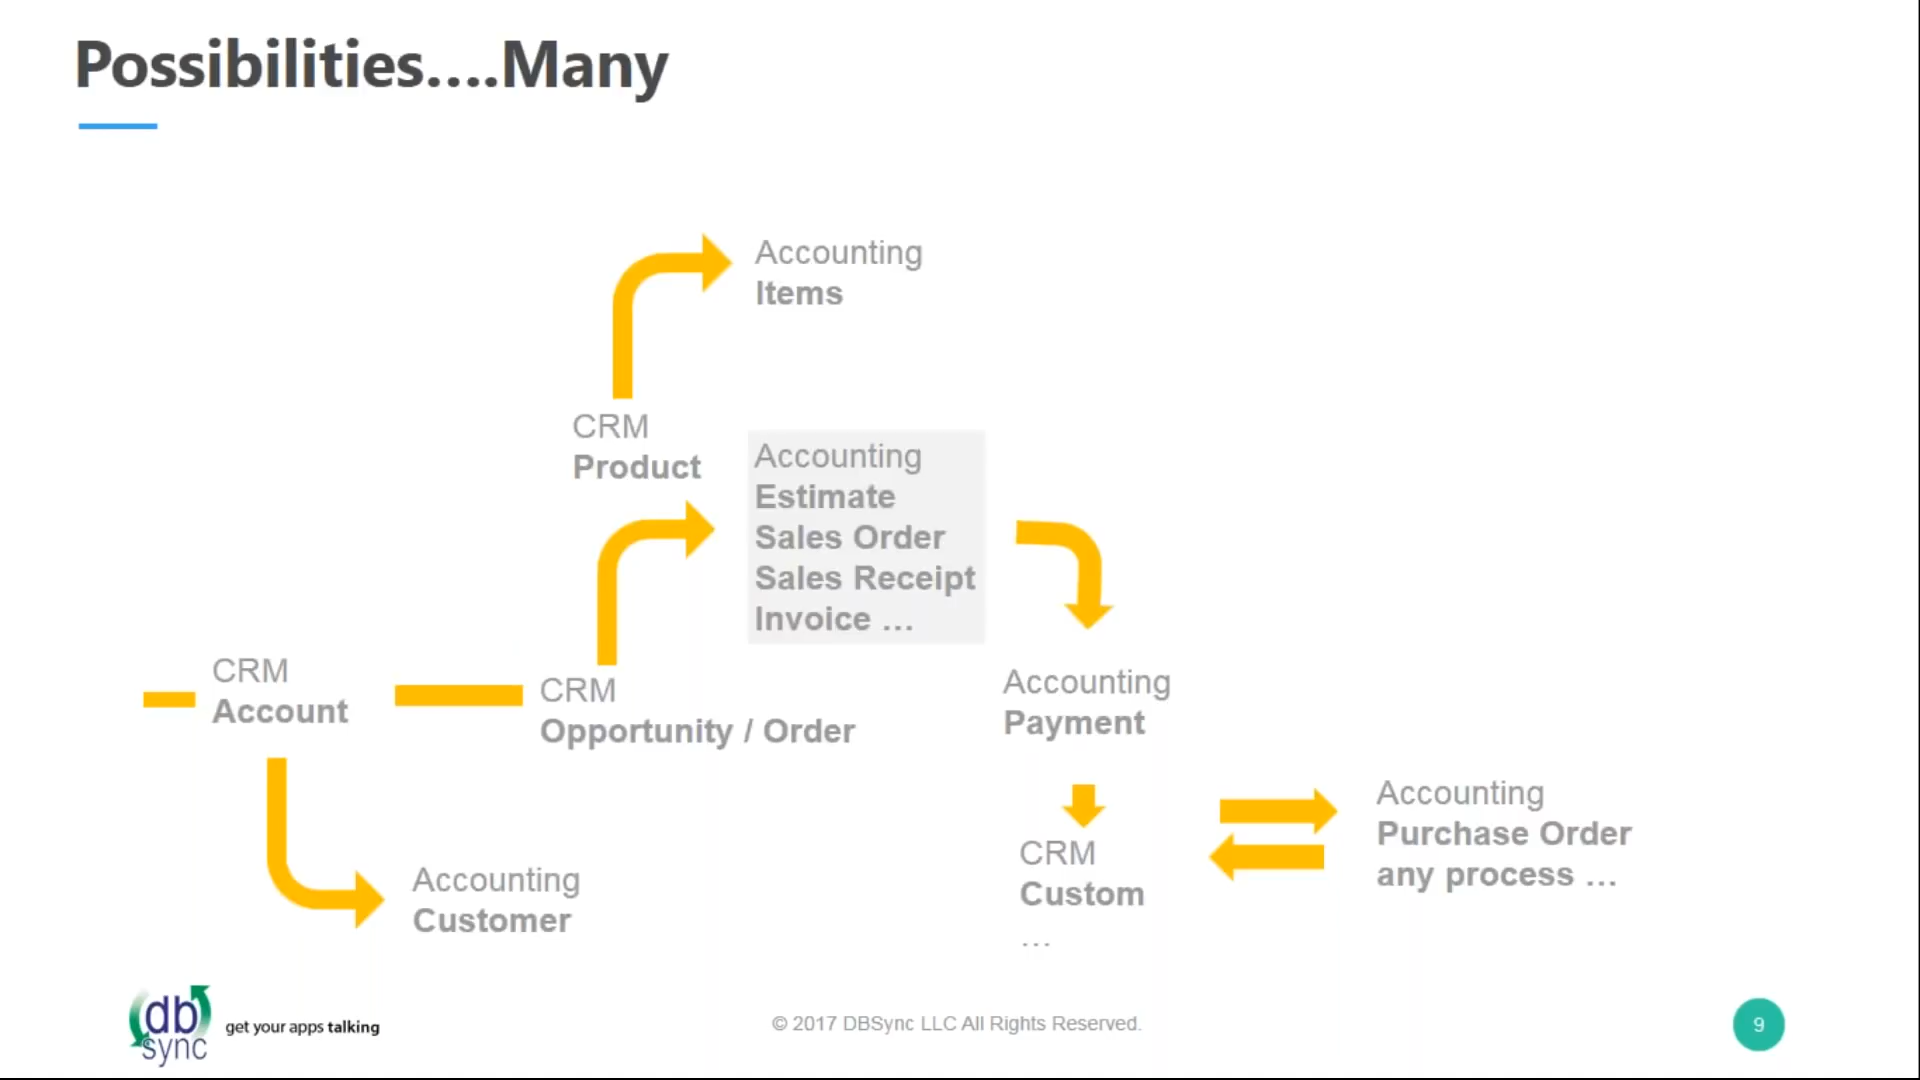 Possibilities....Many
Accounting
Items
CRM
Product
Accounting
Estimate
Sales Order
Sales Receipt
Invoice ...
CRM
Account
CRM
Opportunity / Order
Accounting
Payment
Accounting
Customer
CRM
Custom
...
Accounting
Purchase Order
any process ...
db
sync
get your apps talking
© 2017 DBSync LLC All Rights Reserved.
9